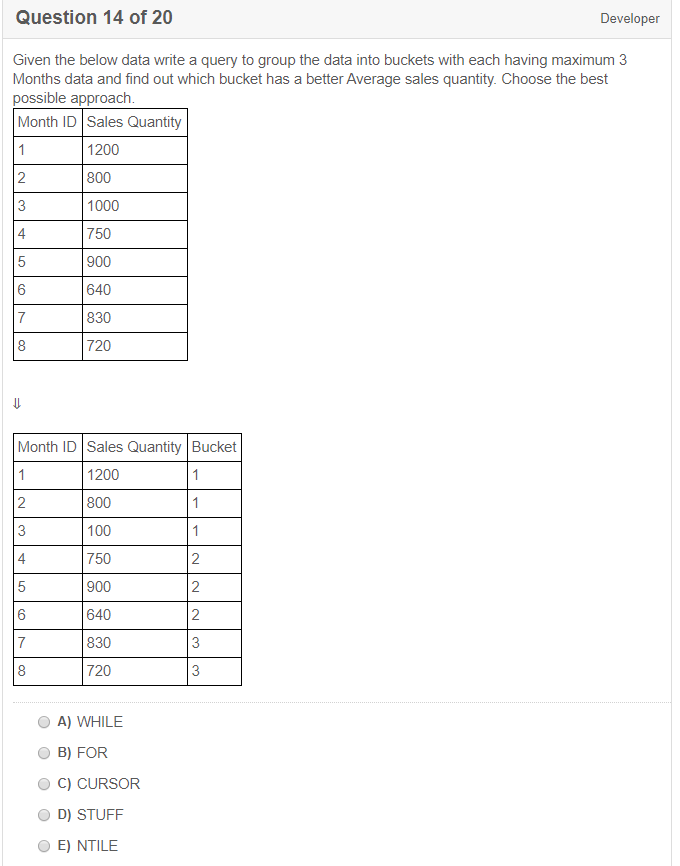 Question 14 of 20
Developer
Given the below data write a query to group the data into buckets with each having maximum 3
Months data and find out which bucket has a better Average sales quantity. Choose the best
possible approach.
Month ID Sales Quantity
1 1200
2 800
3 1000
4 750
5 900
6 640
7 830
8 720
⇓
Month ID Sales Quantity Bucket
1 1200 1
2 800 1
3 100 1
4 750 2
5 900 2
6 640 2
7 830 3
8 720 3
A) WHILE
B) FOR
C) CURSOR
D) STUFF
E) NTILE